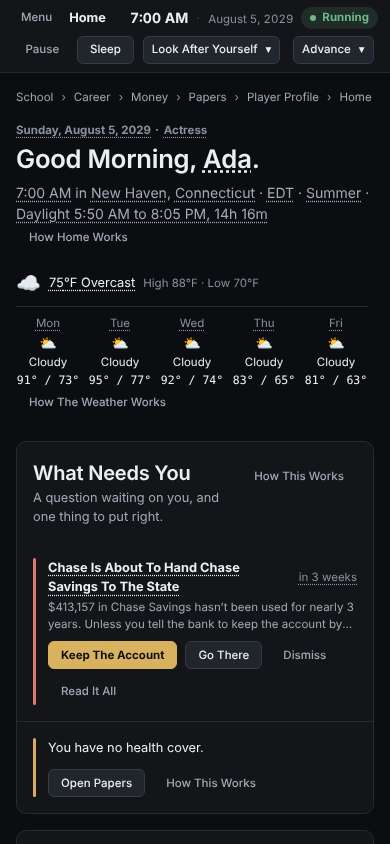 Menu Home 7:00 AM · August 5, 2029 Running
Pause Sleep Look After Yourself ▾ Advance ▾
School › Career › Money › Papers › Player Profile › Home
Sunday, August 5, 2029 · Actress
Good Morning, Ada.
7:00 AM in New Haven, Connecticut · EDT · Summer ·
Daylight 5:50 AM to 8:05 PM, 14h 16m
How Home Works
75°F Overcast High 88°F · Low 70°F
Mon Tue Wed Thu Fri
Cloudy Cloudy Cloudy Cloudy Cloudy
91° / 73° 95° / 77° 92° / 74° 83° / 65° 81° / 63°
How The Weather Works
What Needs You How This Works
A question waiting on you, and
one thing to put right.
Chase Is About To Hand Chase
Savings To The State in 3 weeks
$413,157 in Chase Savings hasn't been used for nearly 3
years. Unless you tell the bank to keep the account by…
Keep The Account Go There Dismiss
Read It All
You have no health cover.
Open Papers How This Works